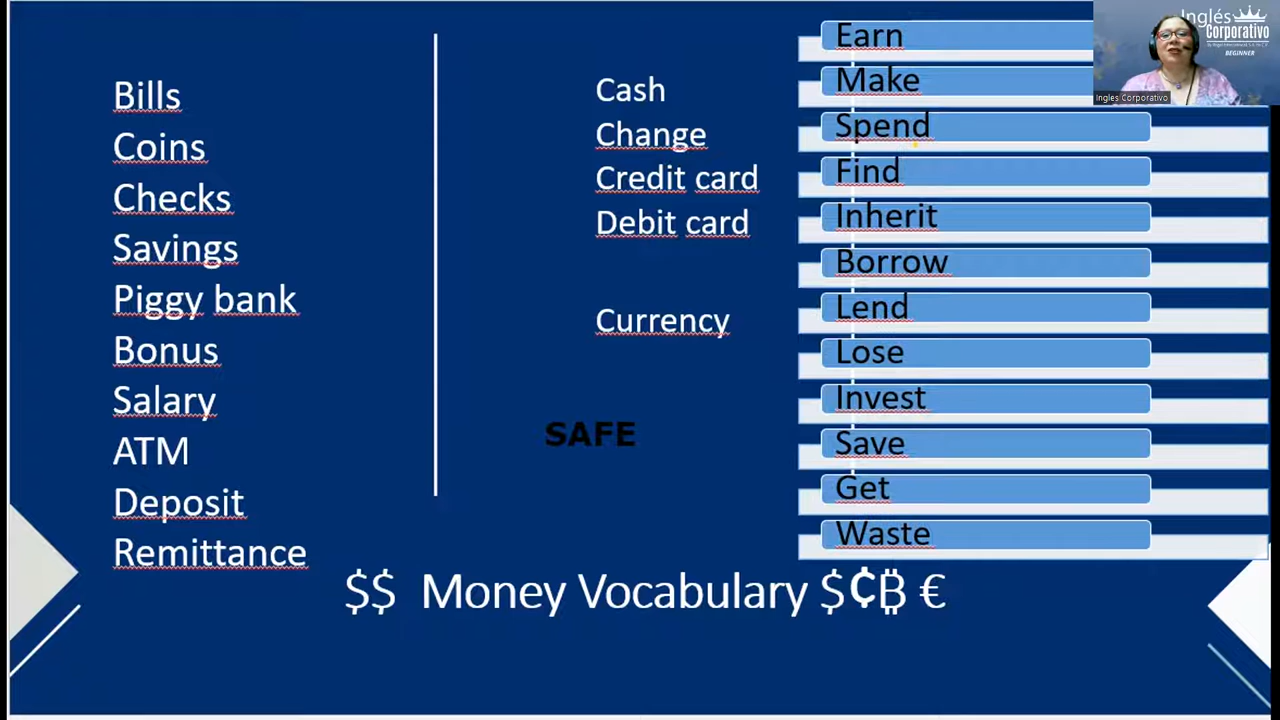 Bills
Coins
Checks
Savings
Piggy bank
Bonus
Salary
ATM
Deposit
Remittance
Cash
Change
Credit card
Debit card
Currency
SAFE
Earn
Make
Spend
Find
Inherit
Borrow
Lend
Lose
Invest
Save
Get
Waste
$$ Money Vocabulary $₵₿ €
Inglés
Corporativo
BEGINNER
Ingles Corporativo